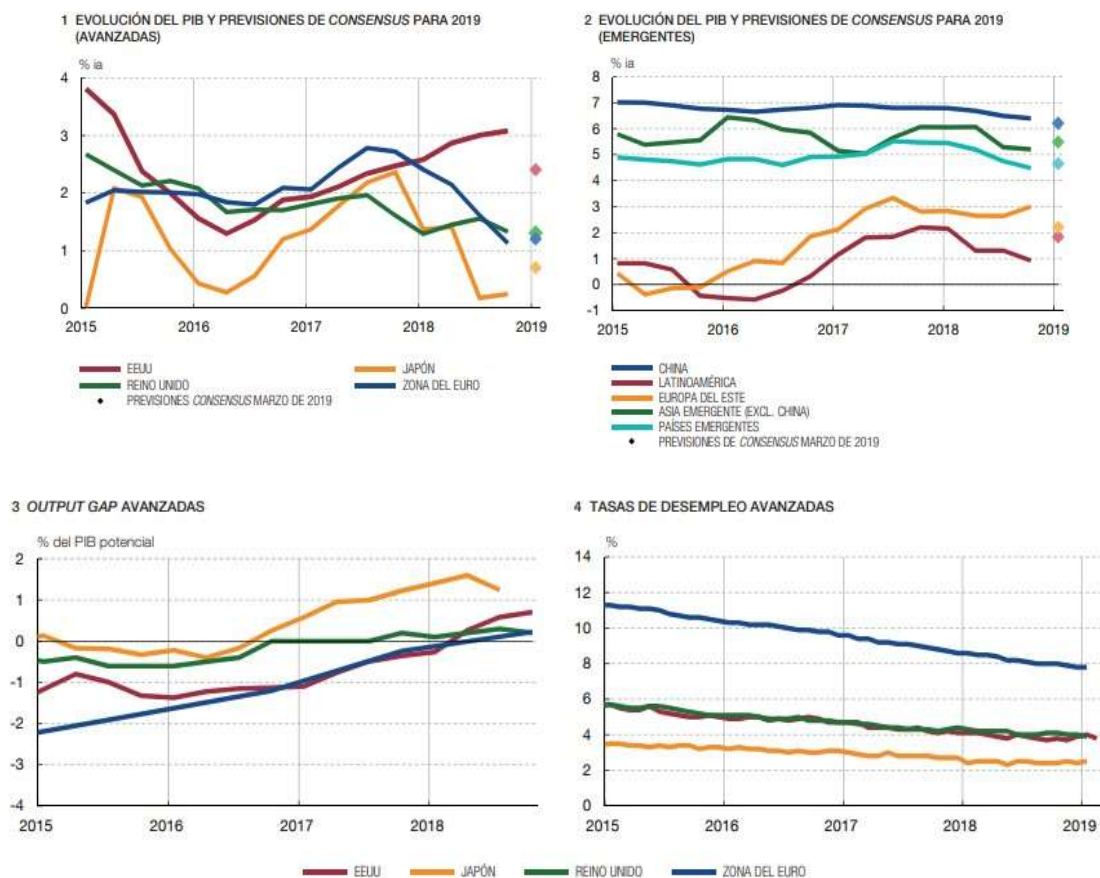 1 EVOLUCIÓN DEL PIB Y PREVISIONES DE CONSENSUS PARA 2019
(AVANZADAS)
% ia
4
3
2
1
0
2015 2016 2017 2018 2019
EEUU
JAPÓN
REINO UNIDO
ZONA DEL EURO
PREVISIONES CONSENSUS MARZO DE 2019
2 EVOLUCIÓN DEL PIB Y PREVISIONES DE CONSENSUS PARA 2019
(EMERGENTES)
% ia
8
7
6
5
4
3
2
1
0
-1
2015 2016 2017 2018 2019
CHINA
LATINOAMÉRICA
EUROPA DEL ESTE
ASIA EMERGENTE (EXCL. CHINA)
PAÍSES EMERGENTES
PREVISIONES DE CONSENSUS MARZO DE 2019
3 OUTPUT GAP AVANZADAS
% del PIB potencial
2
1
0
-1
-2
-3
-4
2015 2016 2017 2018
4 TASAS DE DESEMPLEO AVANZADAS
%
14
12
10
8
6
4
2
0
2015 2016 2017 2018 2019
EEUU JAPÓN REINO UNIDO ZONA DEL EURO